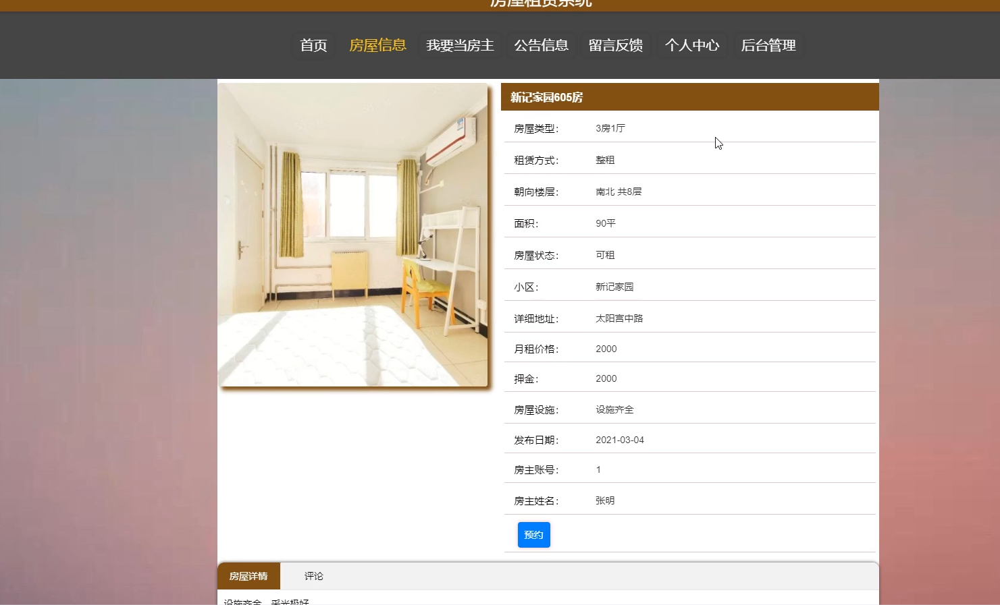 房屋租赁系统
首页 房屋信息 我要当房主 公告信息 留言反馈 个人中心 后台管理
新记家园605房
房屋类型： 3房1厅
租赁方式： 整租
朝向楼层： 南北 共8层
面积： 90平
房屋状态： 可租
小区： 新记家园
详细地址： 太阳宫中路
月租价格： 2000
押金： 2000
房屋设施： 设施齐全
发布日期： 2021-03-04
房主账号： 1
房主姓名： 张明
预约
房屋详情 评论
设施齐全，采光极好